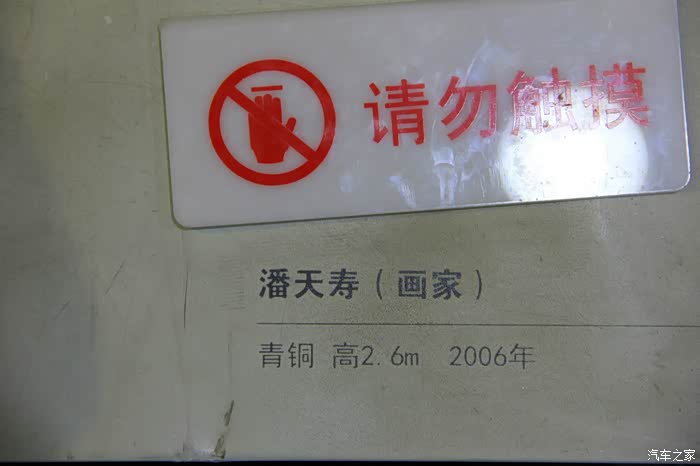 请勿触摸
潘天寿（画家）
青铜 高2.6m 2006年
汽车之家